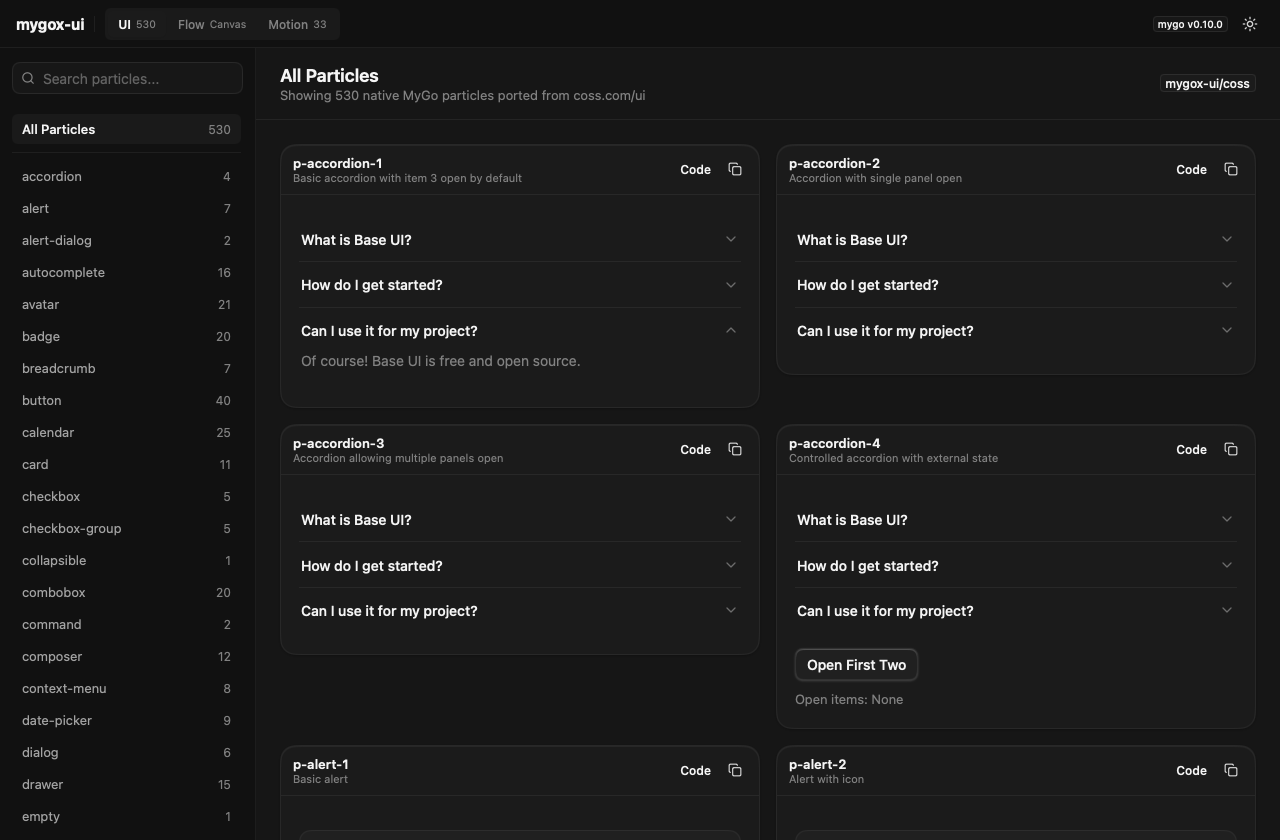 mygox-ui
UI 530
Flow Canvas
Motion 33
mygo v0.10.0
Search particles...
All Particles 530
accordion 4
alert 7
alert-dialog 2
autocomplete 16
avatar 21
badge 20
breadcrumb 7
button 40
calendar 25
card 11
checkbox 5
checkbox-group 5
collapsible 1
combobox 20
command 2
composer 12
context-menu 8
date-picker 9
dialog 6
drawer 15
empty 1
All Particles
Showing 530 native MyGo particles ported from coss.com/ui
mygox-ui/coss
p-accordion-1
Basic accordion with item 3 open by default
Code
What is Base UI?
How do I get started?
Can I use it for my project?
Of course! Base UI is free and open source.
p-accordion-2
Accordion with single panel open
Code
What is Base UI?
How do I get started?
Can I use it for my project?
p-accordion-3
Accordion allowing multiple panels open
Code
What is Base UI?
How do I get started?
Can I use it for my project?
p-accordion-4
Controlled accordion with external state
Code
What is Base UI?
How do I get started?
Can I use it for my project?
Open First Two
Open items: None
p-alert-1
Basic alert
Code
p-alert-2
Alert with icon
Code